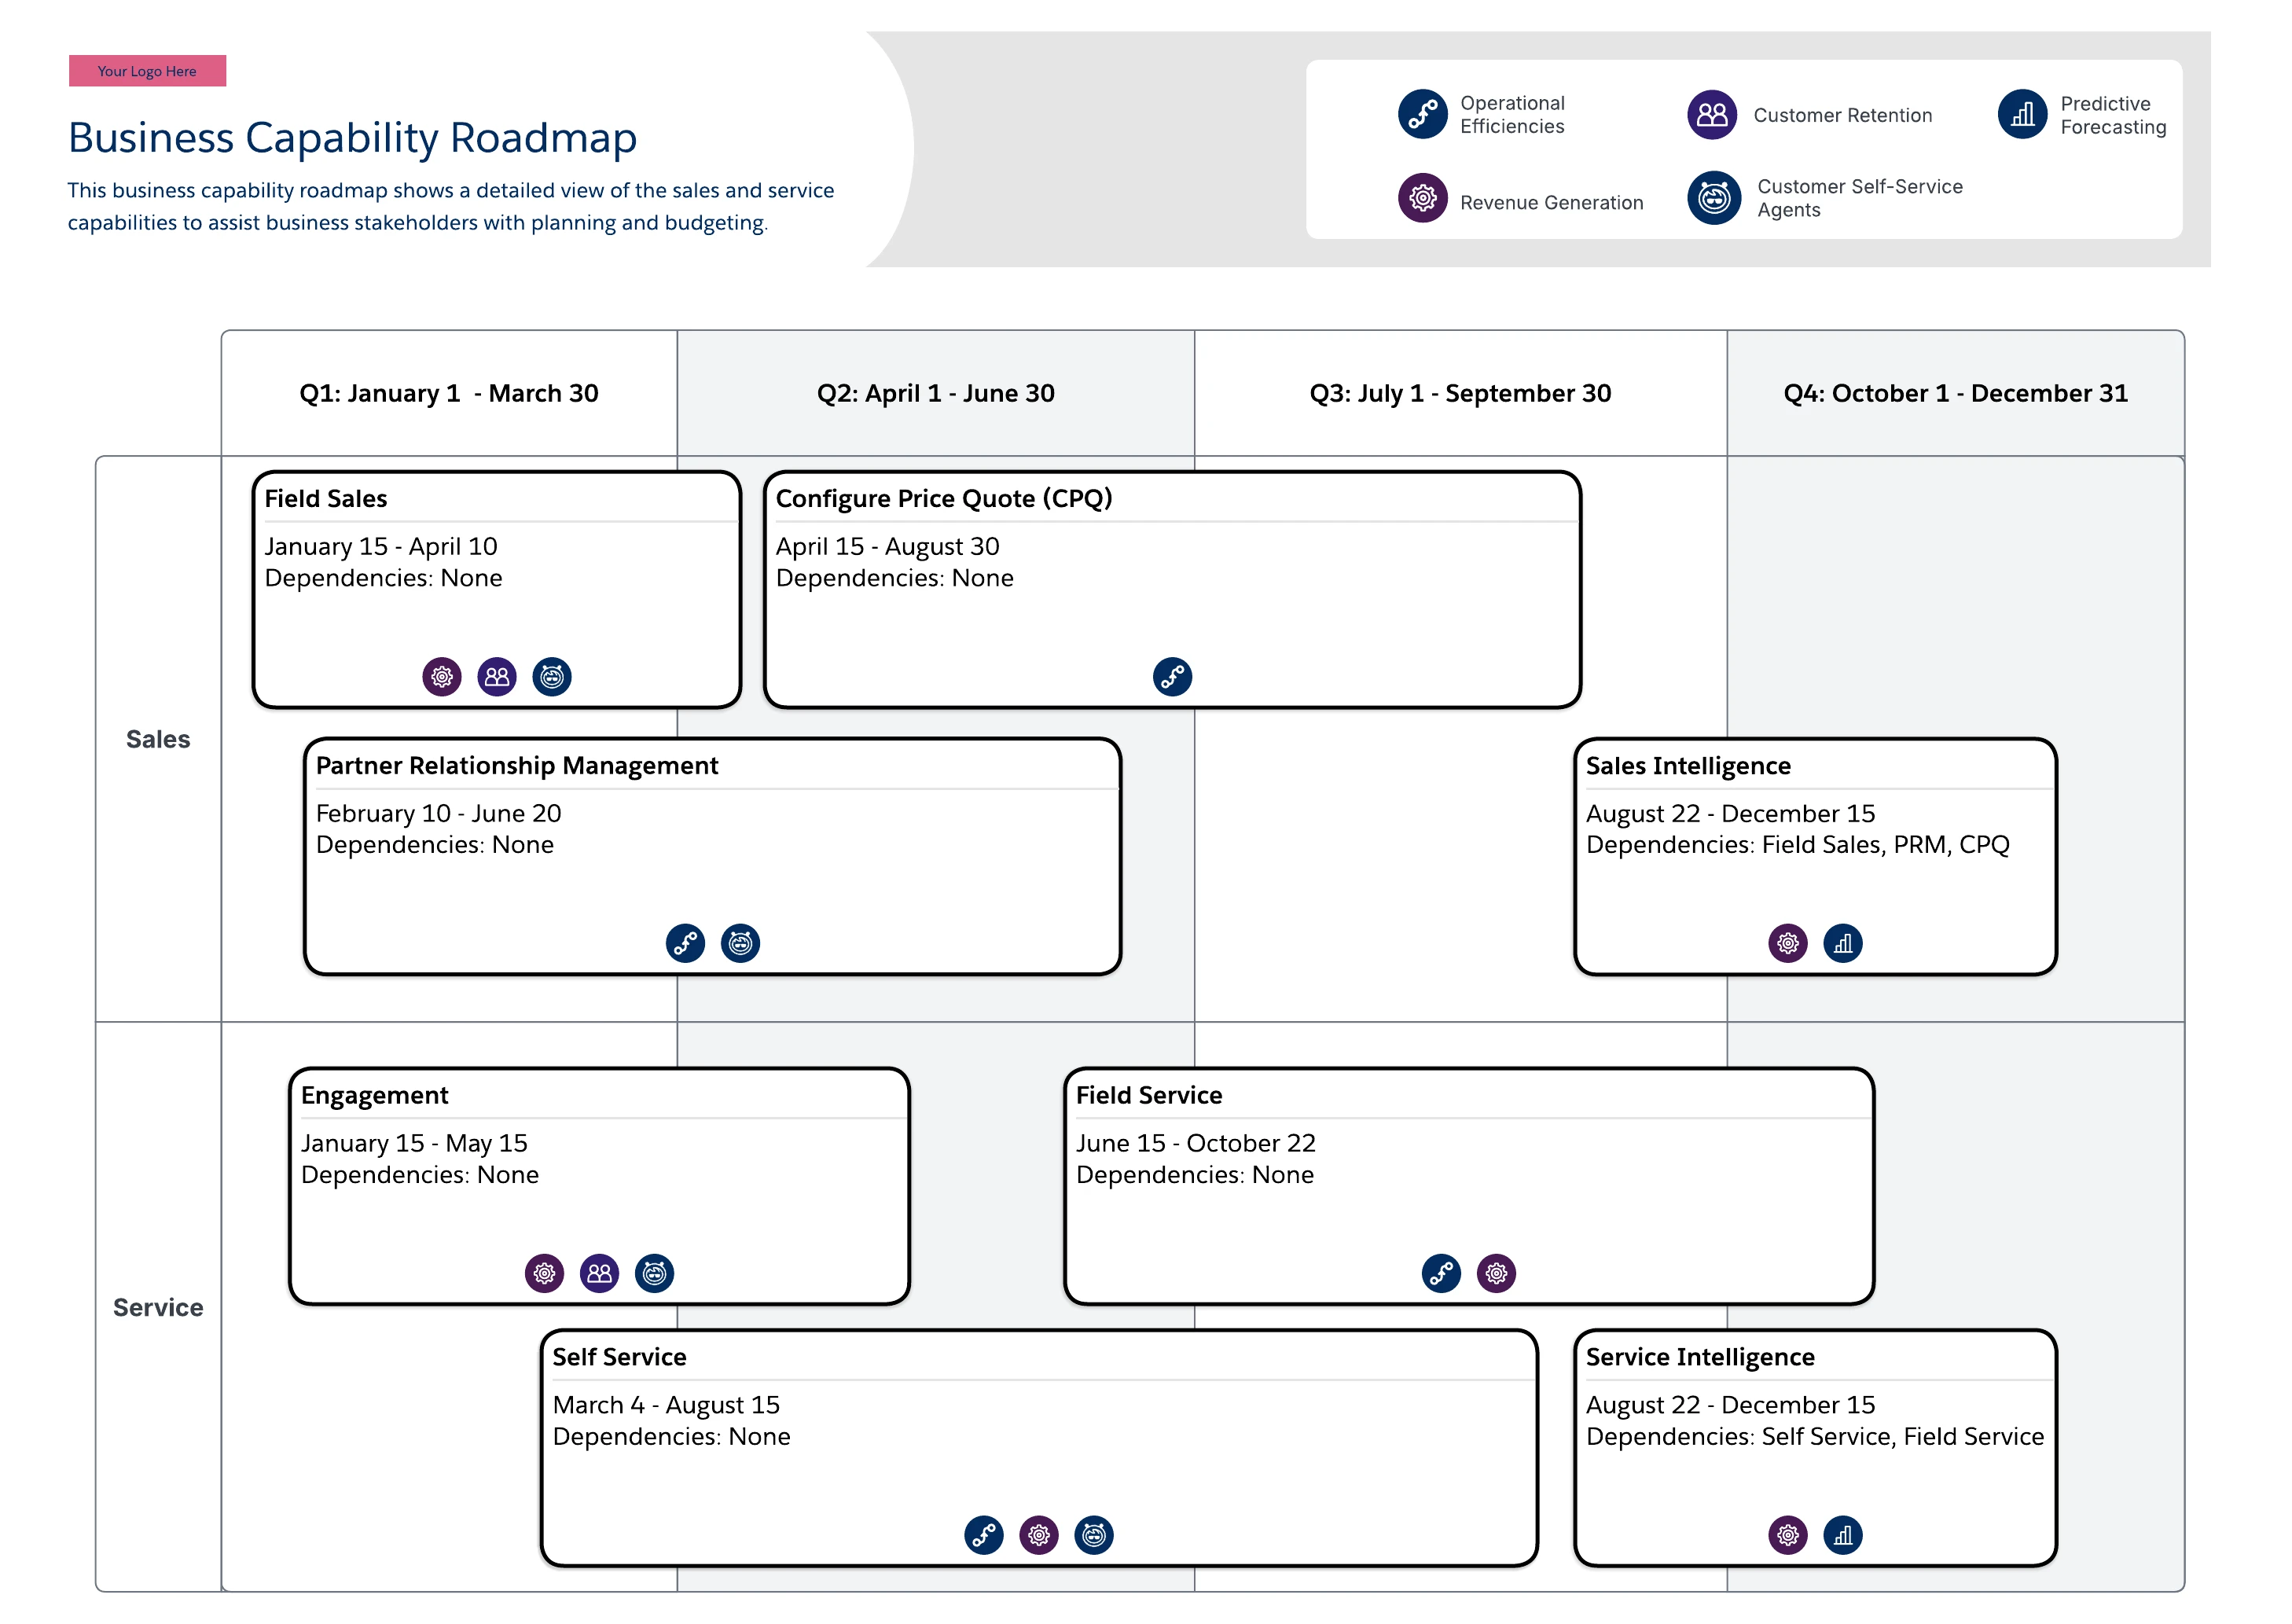 Your Logo Here
Business Capability Roadmap
This business capability roadmap shows a detailed view of the sales and service
capabilities to assist business stakeholders with planning and budgeting.
Operational
Efficiencies
Customer Retention
Predictive
Forecasting
Revenue Generation
Customer Self-Service
Agents
Q1: January 1  - March 30
Q2: April 1 - June 30
Q3: July 1 - September 30
Q4: October 1 - December 31
Sales
Field Sales
January 15 - April 10
Dependencies: None
Configure Price Quote (CPQ)
April 15 - August 30
Dependencies: None
Partner Relationship Management
February 10 - June 20
Dependencies: None
Sales Intelligence
August 22 - December 15
Dependencies: Field Sales, PRM, CPQ
Service
Engagement
January 15 - May 15
Dependencies: None
Field Service
June 15 - October 22
Dependencies: None
Self Service
March 4 - August 15
Dependencies: None
Service Intelligence
August 22 - December 15
Dependencies: Self Service, Field Service